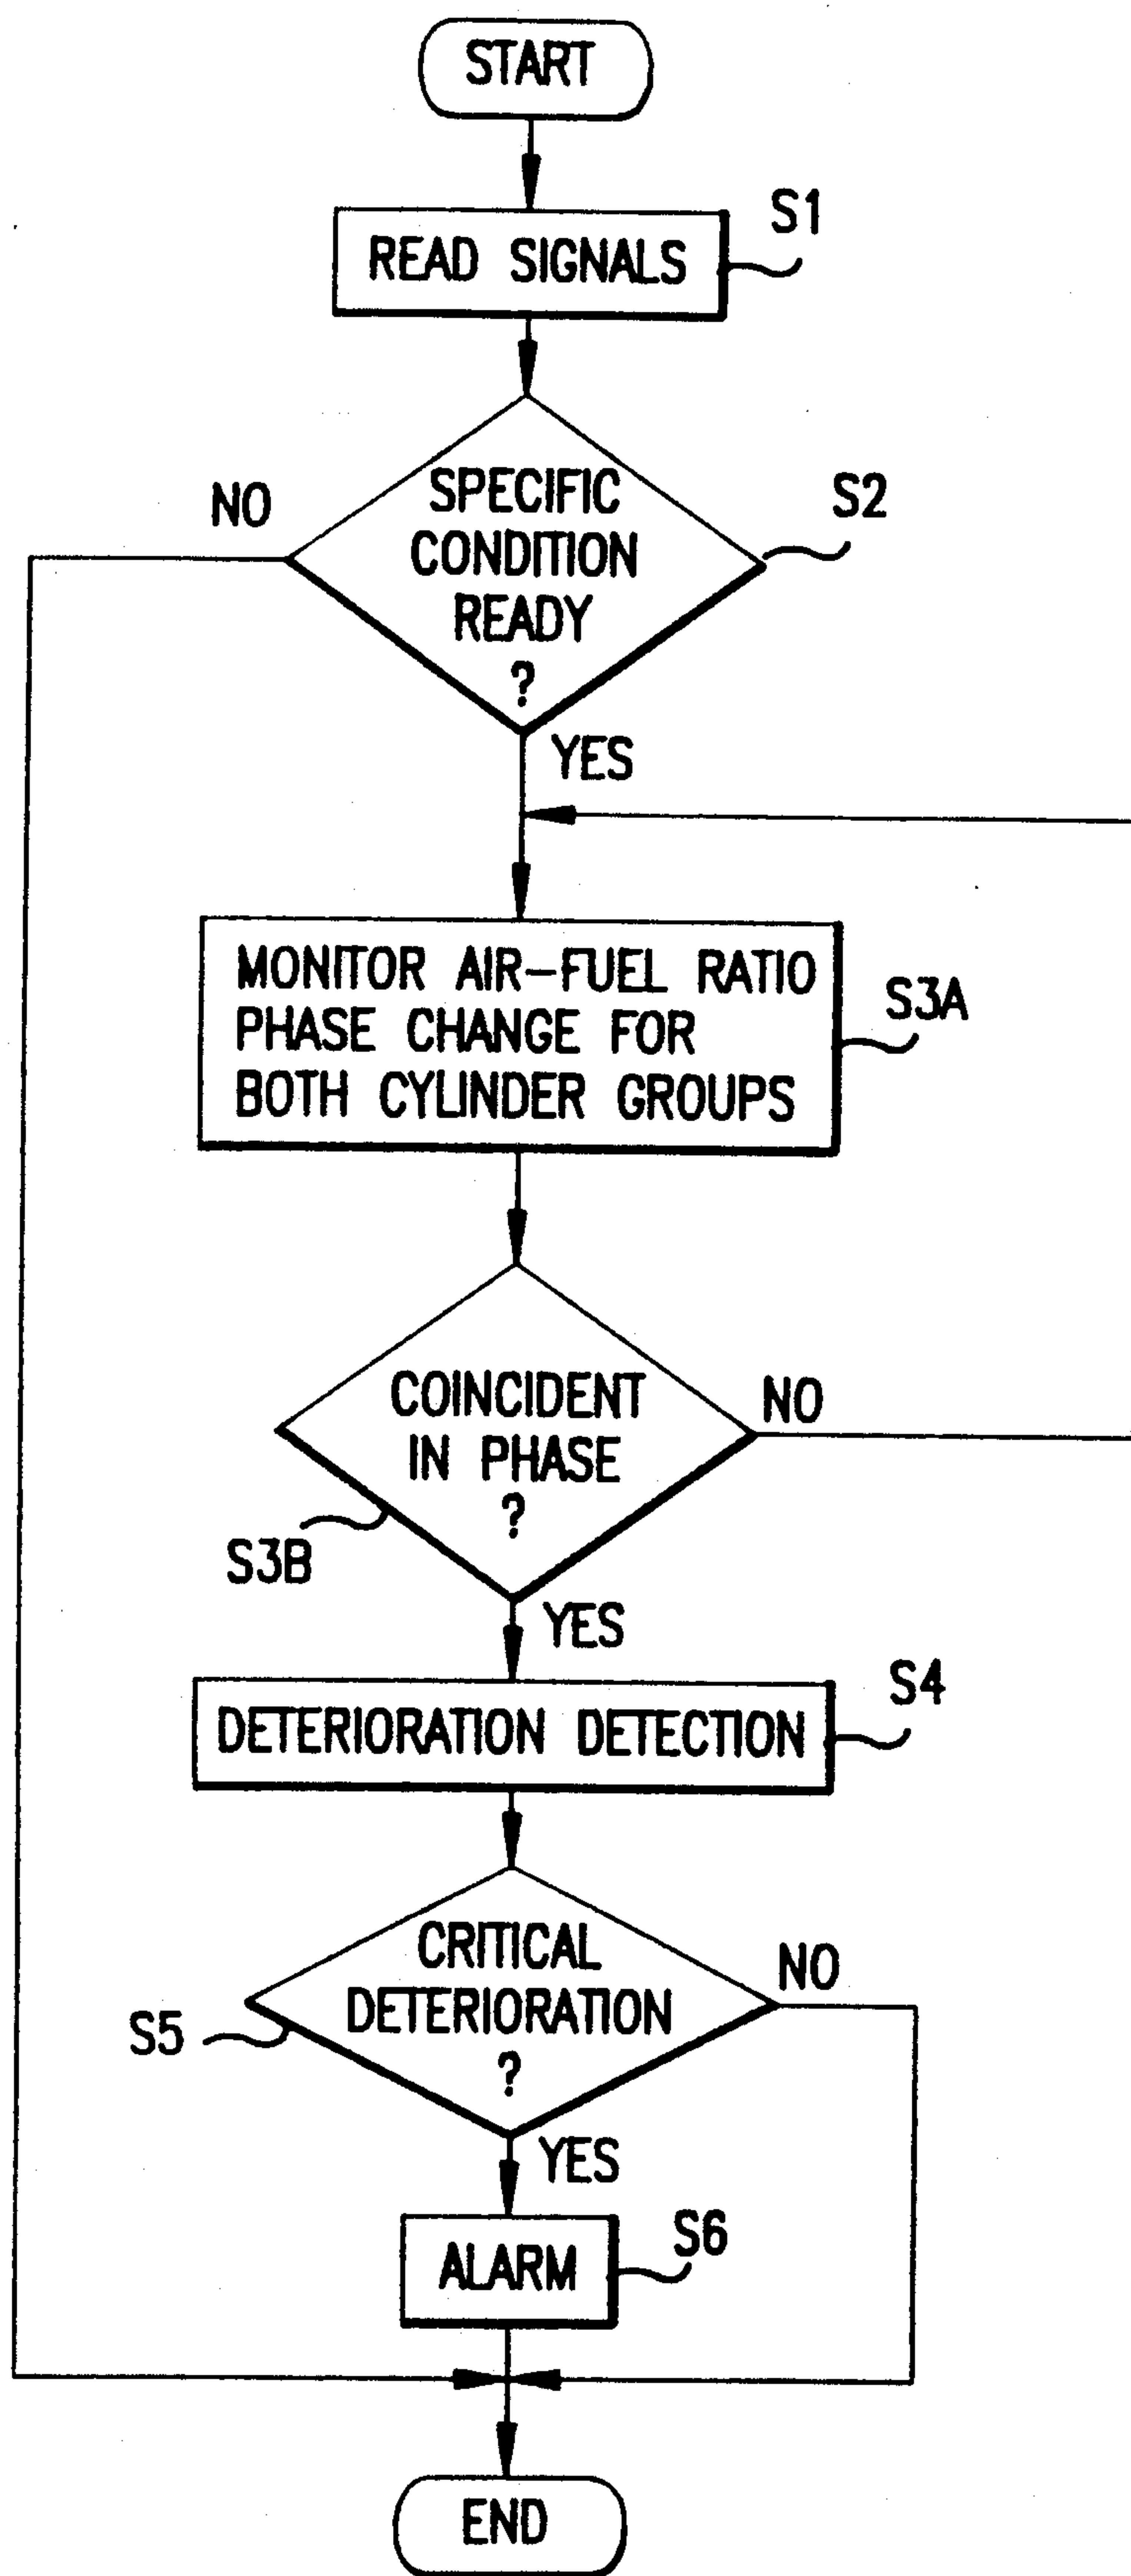 START
READ SIGNALS
S1
SPECIFIC
CONDITION
READY
?
NO
S2
YES
MONITOR AIR-FUEL RATIO
PHASE CHANGE FOR
BOTH CYLINDER GROUPS
S3A
COINCIDENT
IN PHASE
?
NO
S3B
YES
DETERIORATION DETECTION
S4
CRITICAL
DETERIORATION
?
NO
S5
YES
ALARM
S6
END